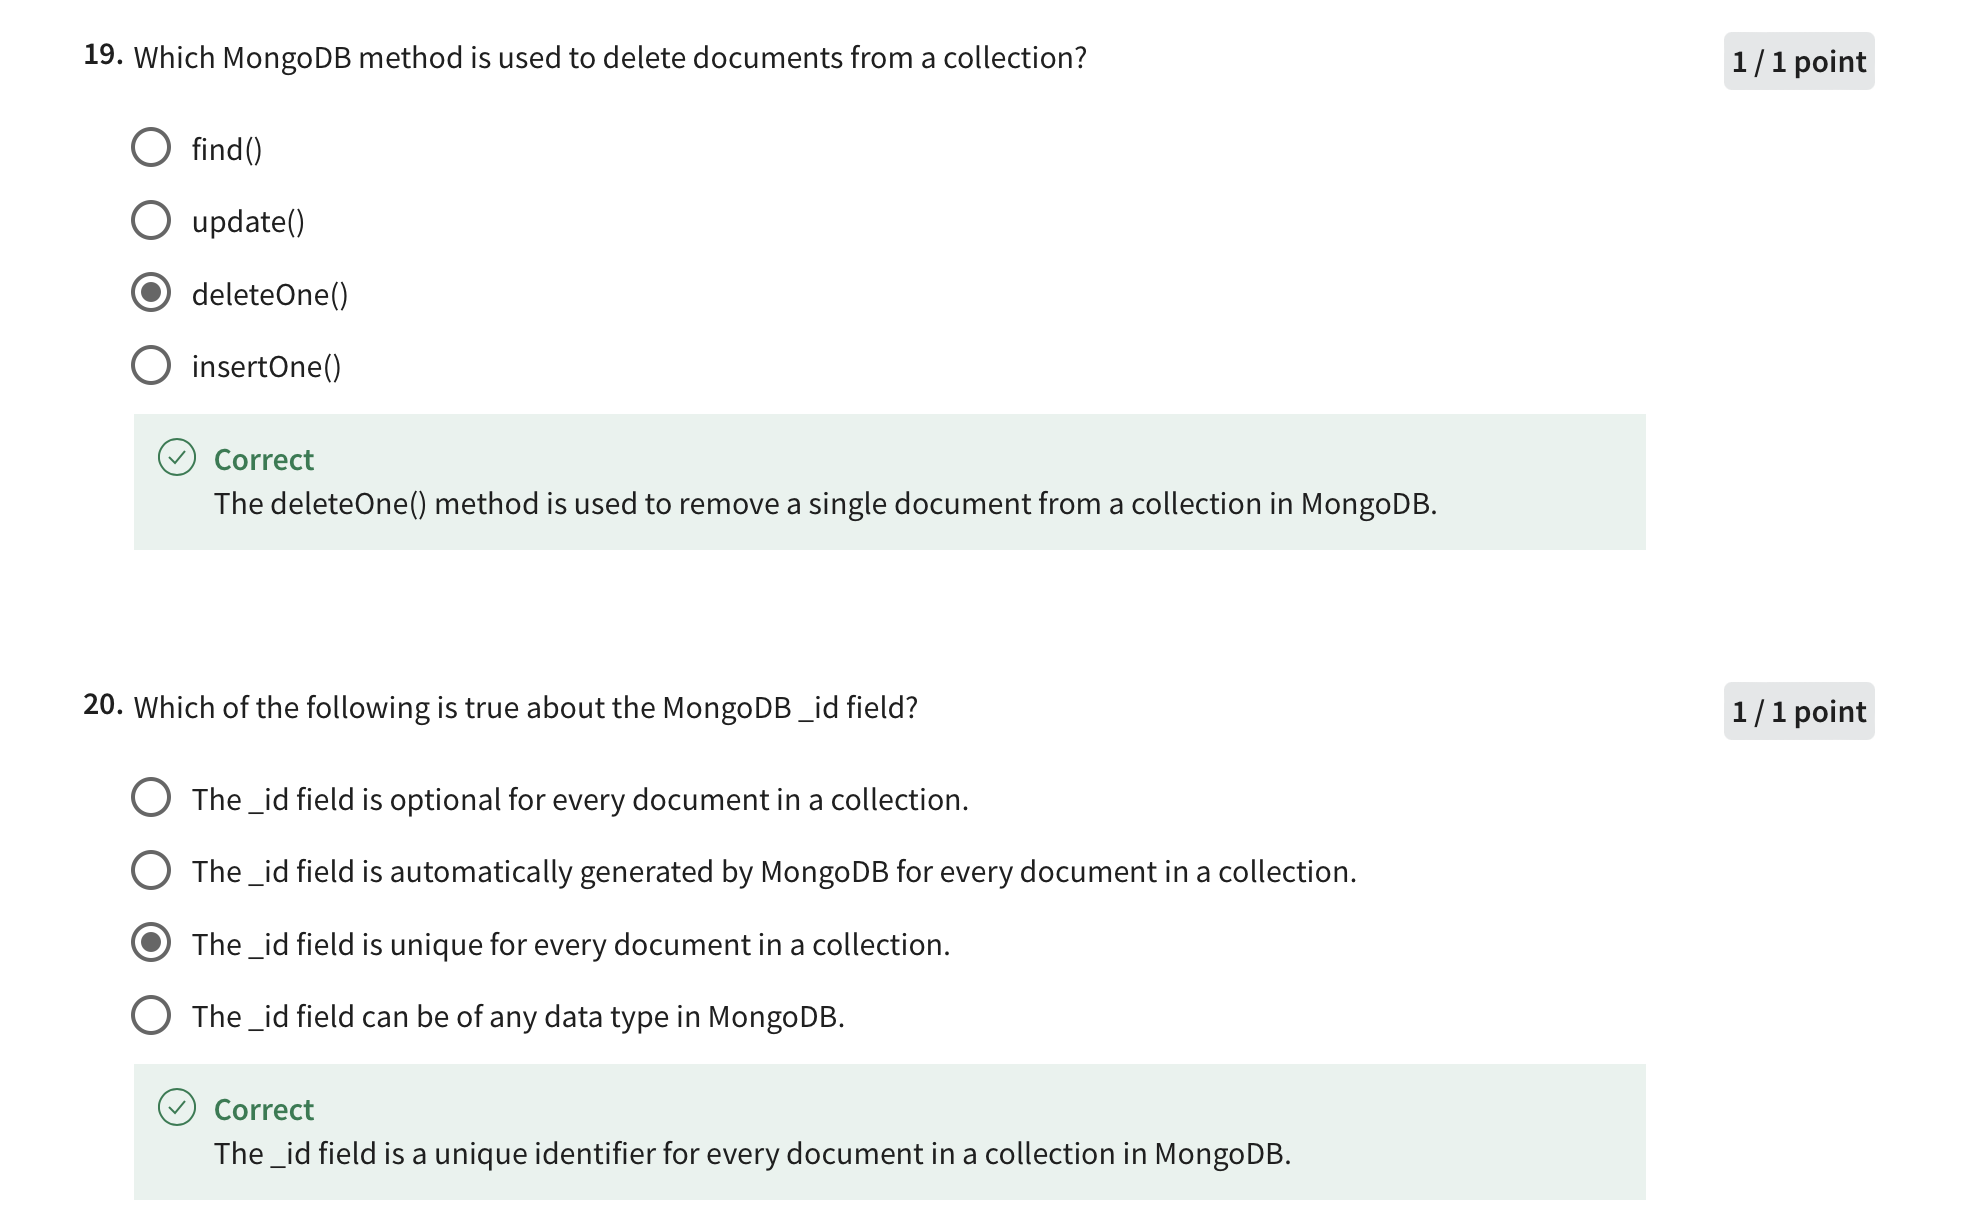 19. Which MongoDB method is used to delete documents from a collection?
1 / 1 point
find()
update()
deleteOne()
insertOne()
Correct
The deleteOne() method is used to remove a single document from a collection in MongoDB.
20. Which of the following is true about the MongoDB _id field?
1 / 1 point
The _id field is optional for every document in a collection.
The _id field is automatically generated by MongoDB for every document in a collection.
The _id field is unique for every document in a collection.
The _id field can be of any data type in MongoDB.
Correct
The _id field is a unique identifier for every document in a collection in MongoDB.